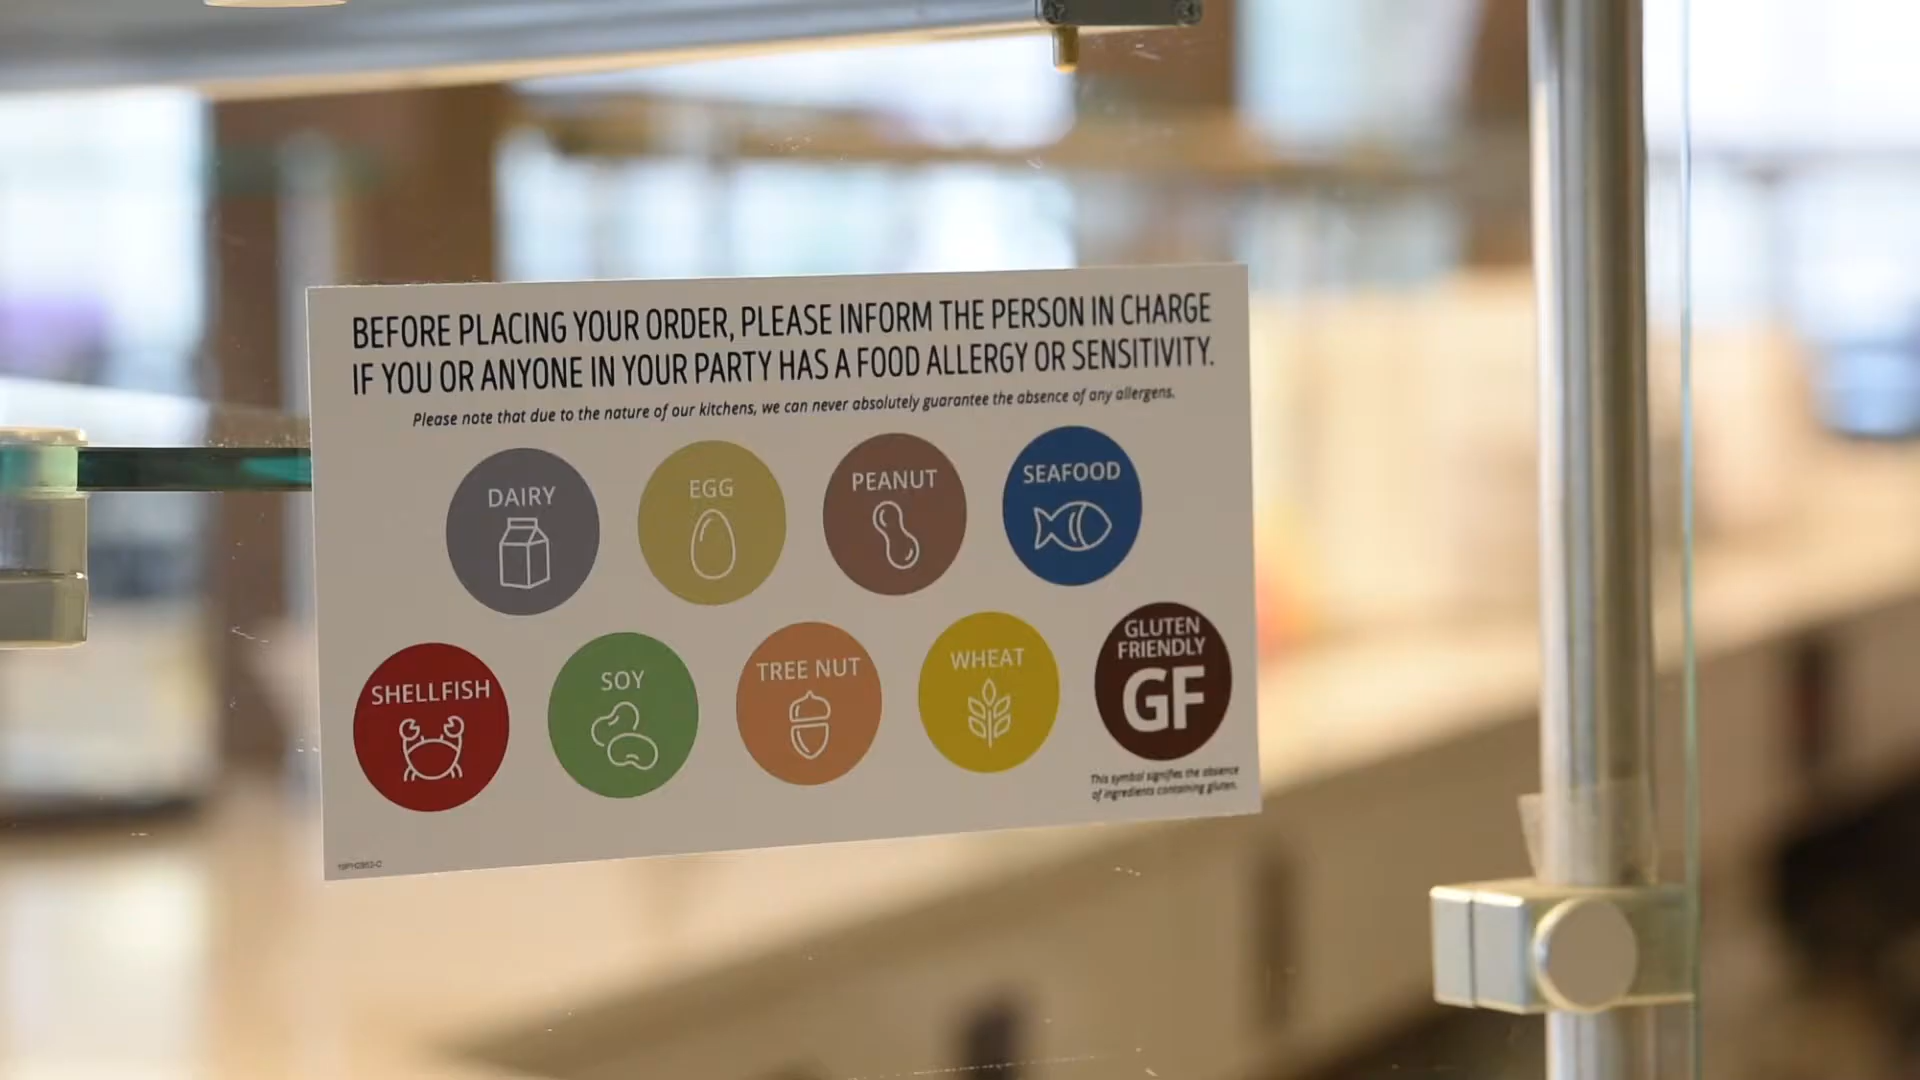 BEFORE PLACING YOUR ORDER, PLEASE INFORM THE PERSON IN CHARGE
IF YOU OR ANYONE IN YOUR PARTY HAS A FOOD ALLERGY OR SENSITIVITY.
Please note that due to the nature of our kitchens, we can never absolutely guarantee the absence of any allergens.
DAIRY
EGG
PEANUT
SEAFOOD
SHELLFISH
SOY
TREE NUT
WHEAT
GLUTEN
FRIENDLY
GF
This symbol signifies the absence
of ingredients containing gluten.